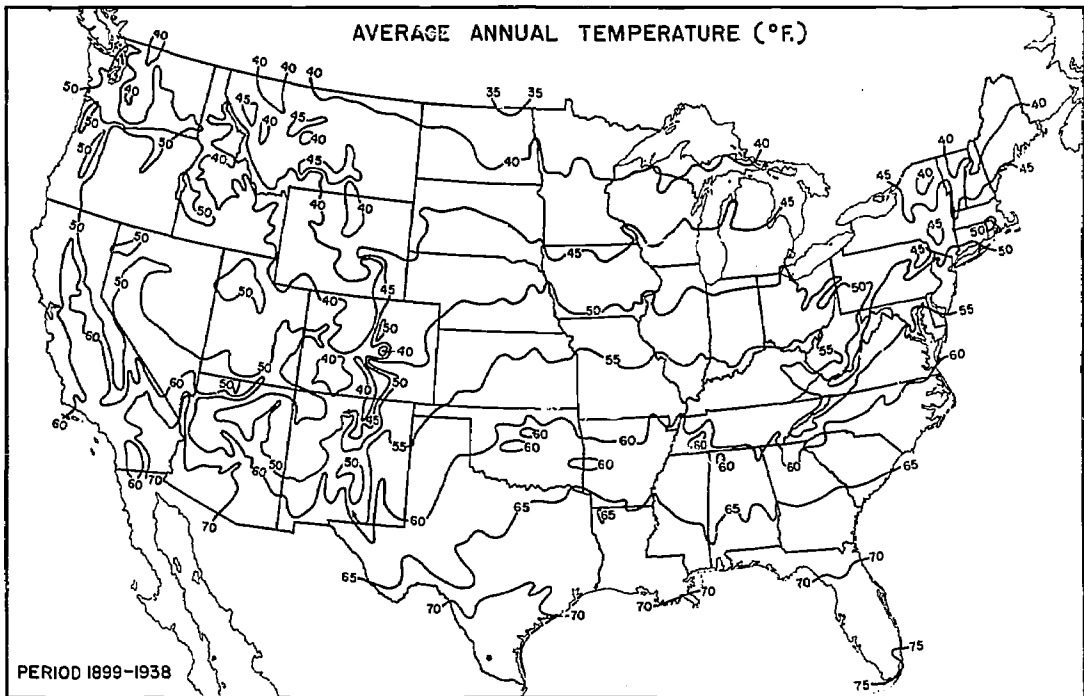 AVERAGE ANNUAL TEMPERATURE (°F.)
40 40 40 40 35 35
50 40 45 45 40 40 40 40 40
50 50 50 40 45 40 45 45
40 40 45 45 50
50 50 50 45 45 50
50 50 40 45 50 50 55
60 50 40 55 55 60
60 50 50 40 50
60 45 55 60 60 60 60 60
50 50 60 60
60 70 60 60 65 65 65
70
65 70 70 70 70 70
75
75
PERIOD 1899-1938